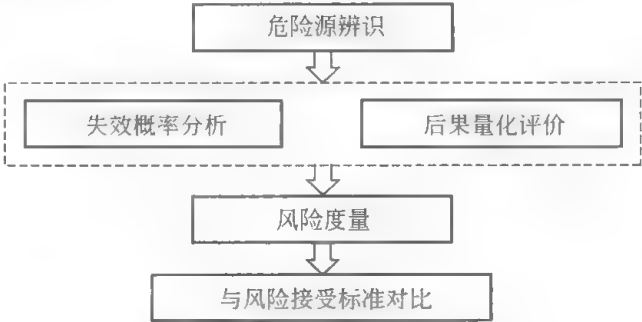 危险源辨识
失效概率分析 后果量化评价
风险度量
与风险接受标准对比